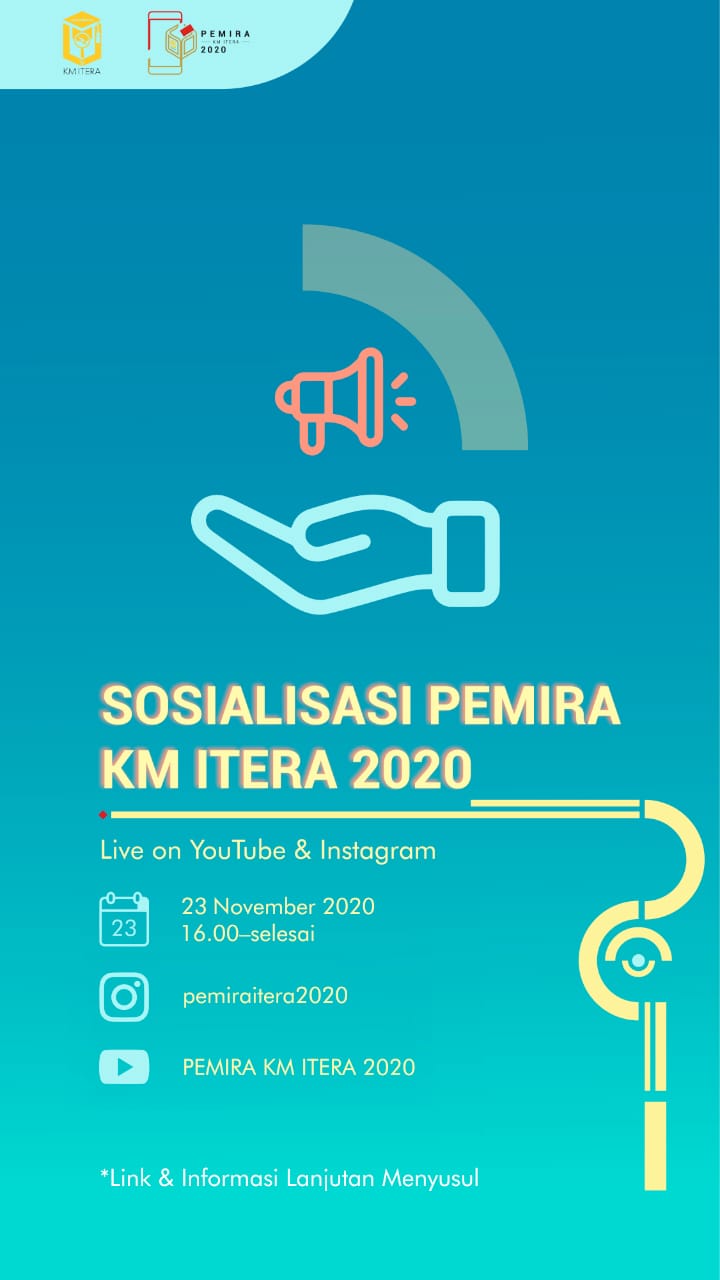 KM ITERA
PEMIRA
KM ITERA
2020
SOSIALISASI PEMIRA
KM ITERA 2020
Live on YouTube & Instagram
23
23 November 2020
16.00–selesai
pemiraitera2020
PEMIRA KM ITERA 2020
*Link & Informasi Lanjutan Menyusul